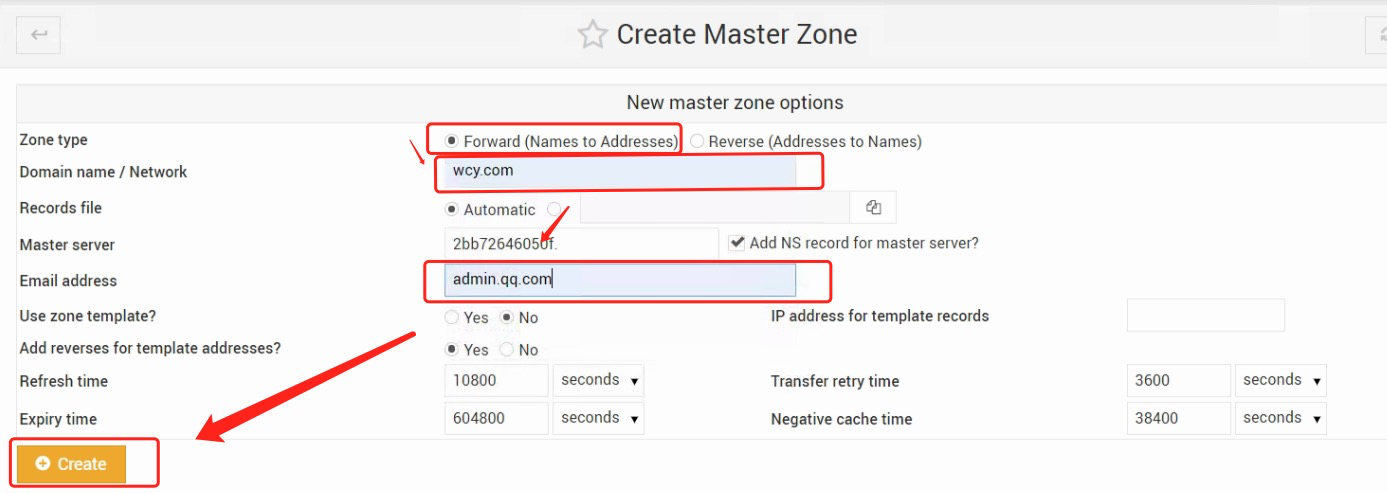 Create Master Zone
New master zone options
Zone type Forward (Names to Addresses) Reverse (Addresses to Names)
Domain name / Network wcy.com
Records file Automatic
Master server 2bb72646050f. Add NS record for master server?
Email address admin.qq.com
Use zone template? Yes No IP address for template records
Add reverses for template addresses? Yes No
Refresh time 10800 seconds Transfer retry time 3600 seconds
Expiry time 604800 seconds Negative cache time 38400 seconds
Create